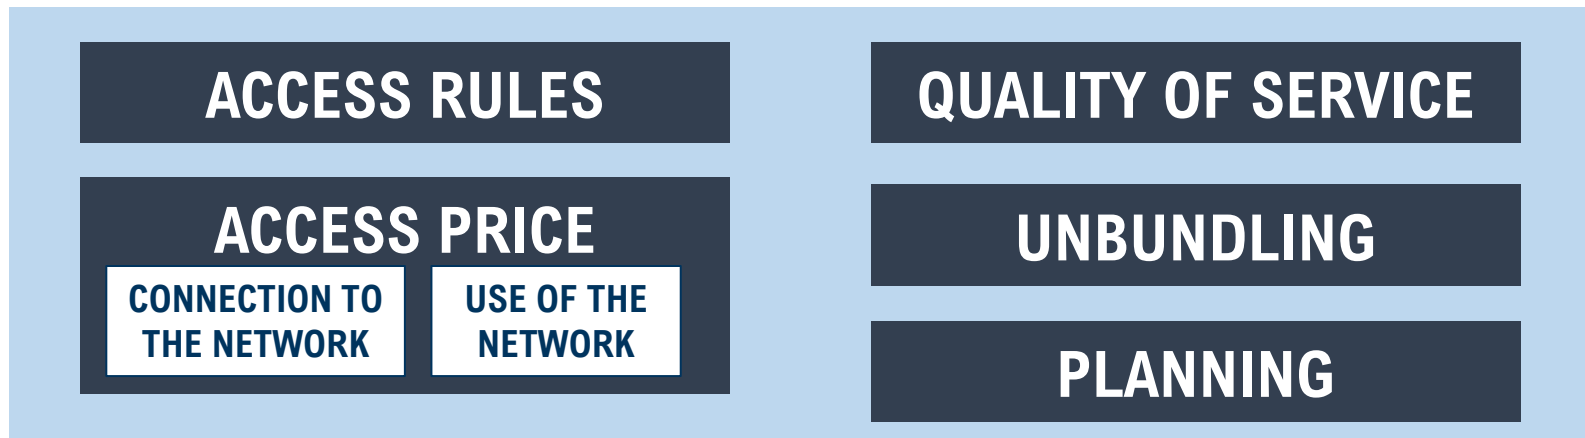 ACCESS RULES
ACCESS PRICE
CONNECTION TO
THE NETWORK
USE OF THE
NETWORK
QUALITY OF SERVICE
UNBUNDLING
PLANNING